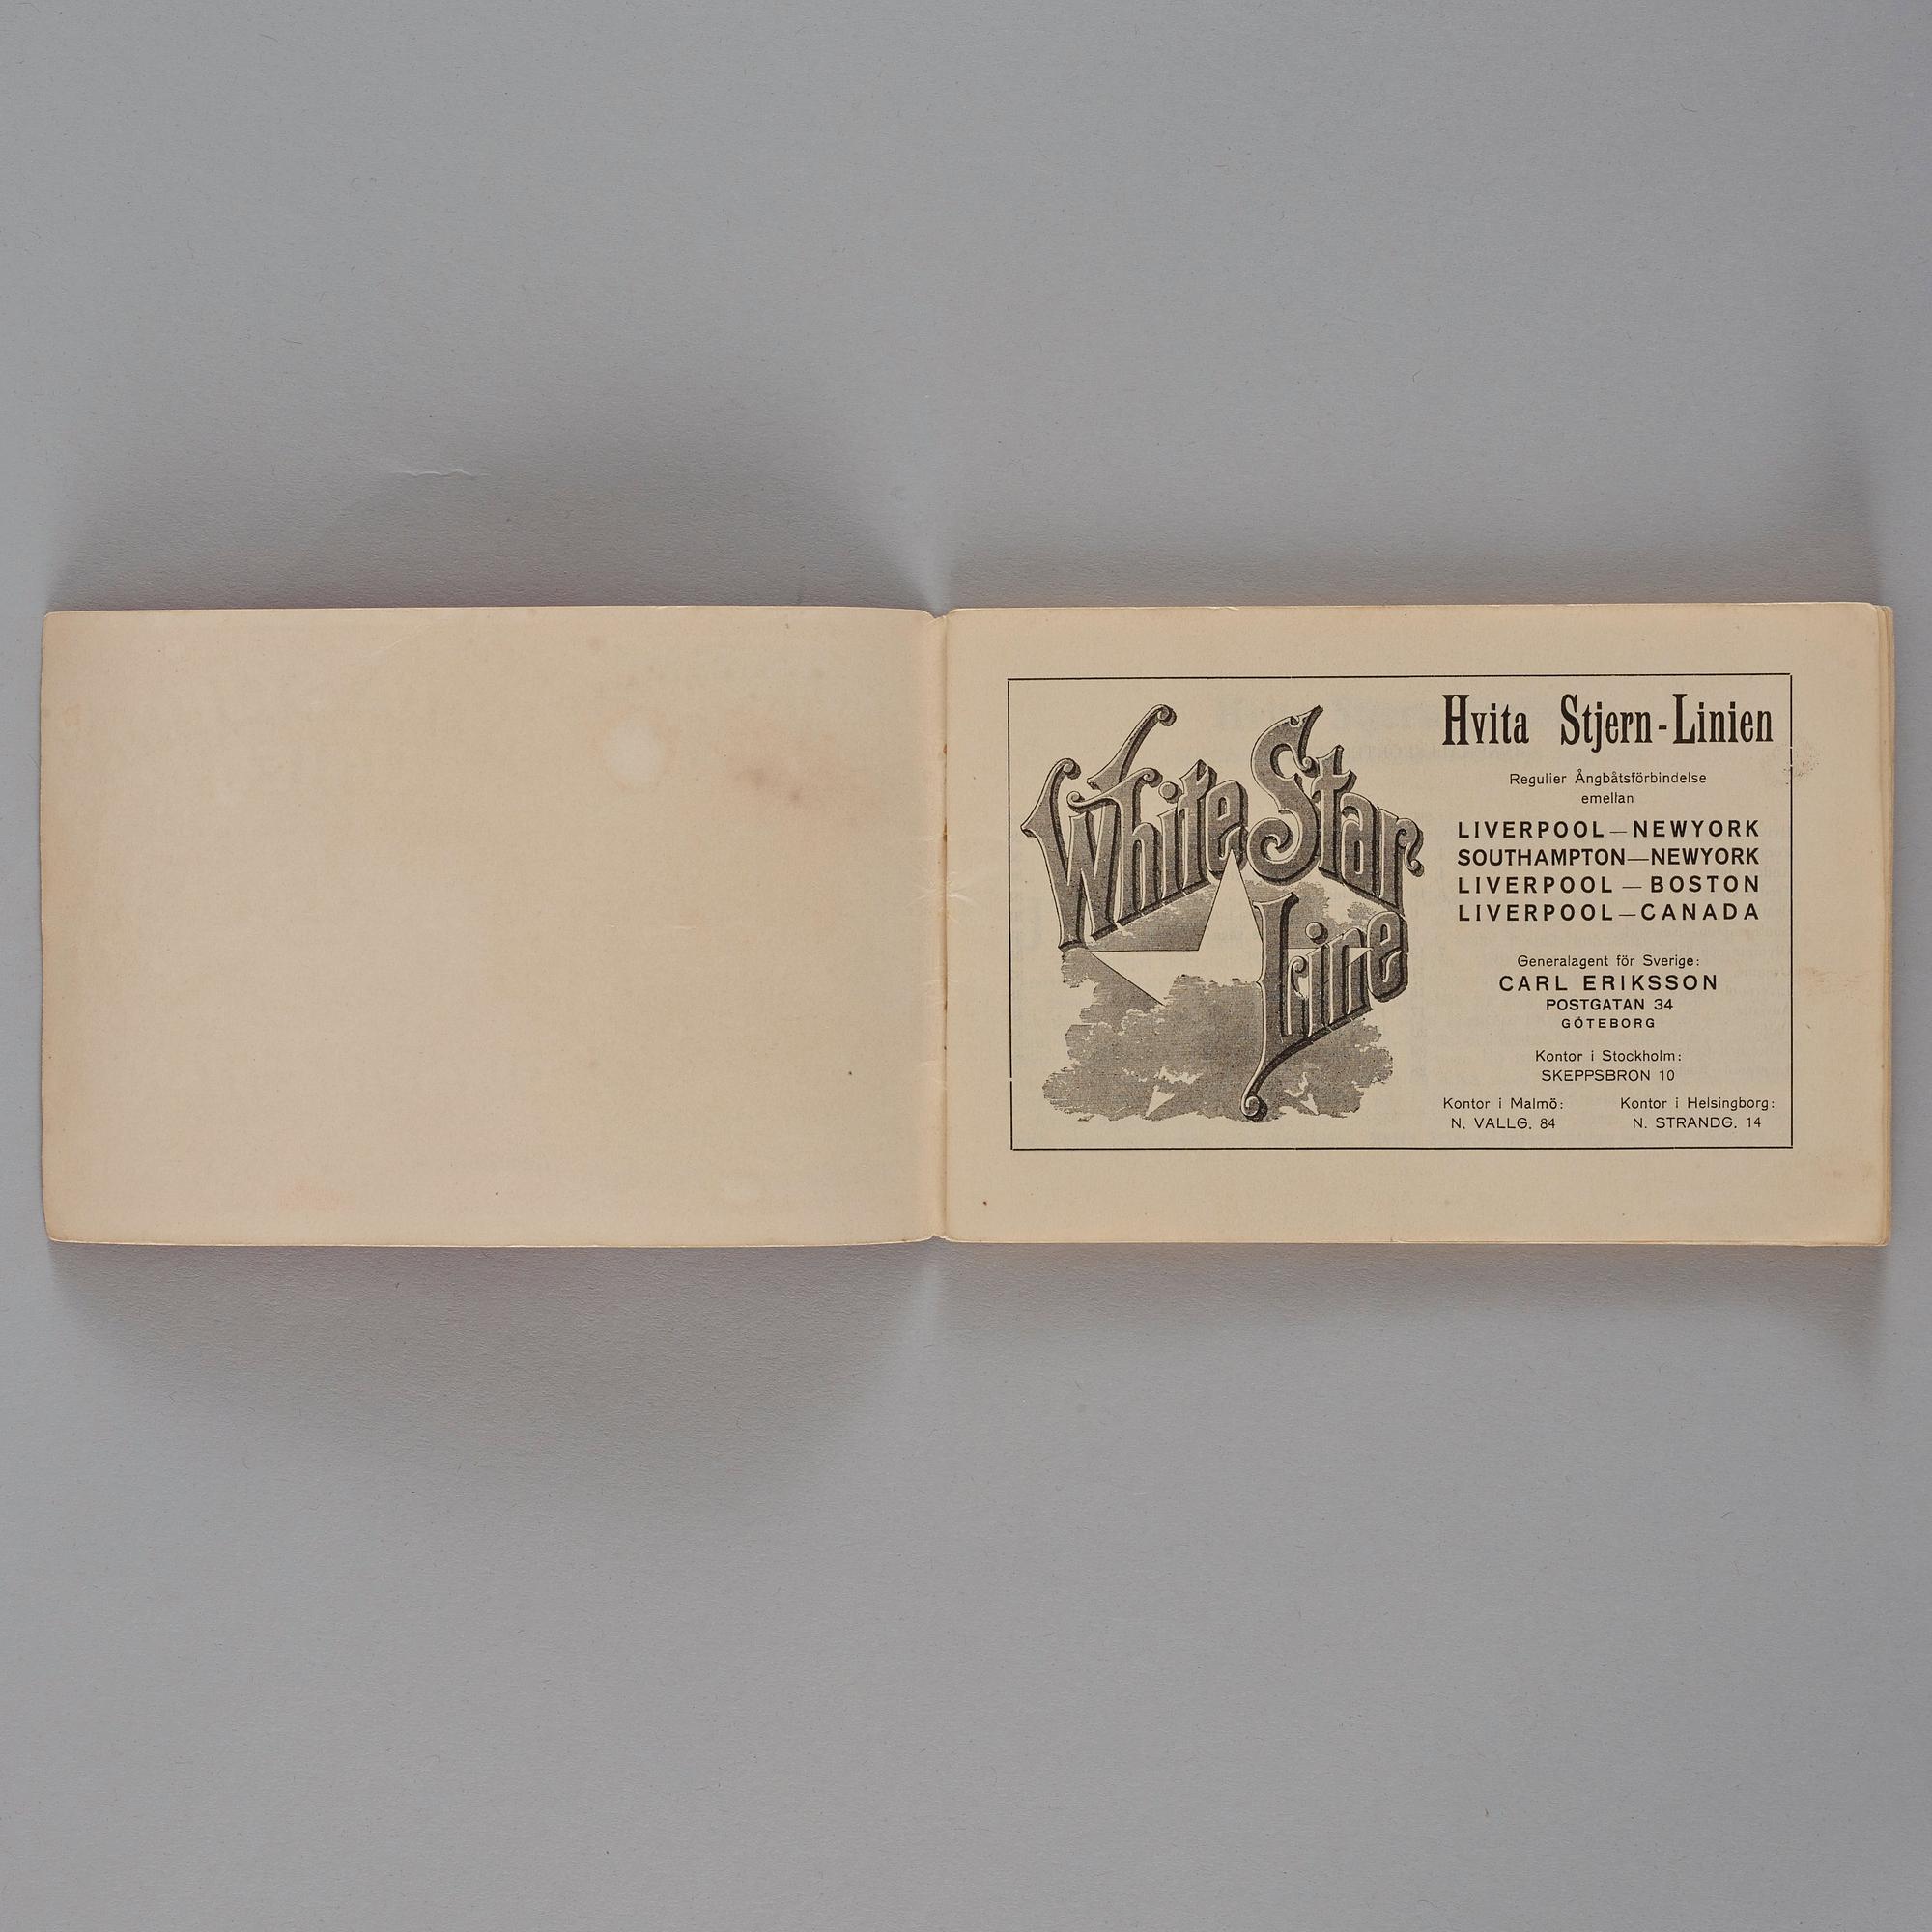 White Star
Line
Hvita Stjern-Linien
Regulier Ångbåtsförbindelse
emellan
LIVERPOOL—NEWYORK
SOUTHAMPTON—NEWYORK
LIVERPOOL—BOSTON
LIVERPOOL—CANADA
Generalagent för Sverige:
CARL ERIKSSON
POSTGATAN 34
GÖTEBORG
Kontor i Stockholm:
SKEPPSBRON 10
Kontor i Malmö:
N. VALLG. 84
Kontor i Helsingborg:
N. STRANDG. 14